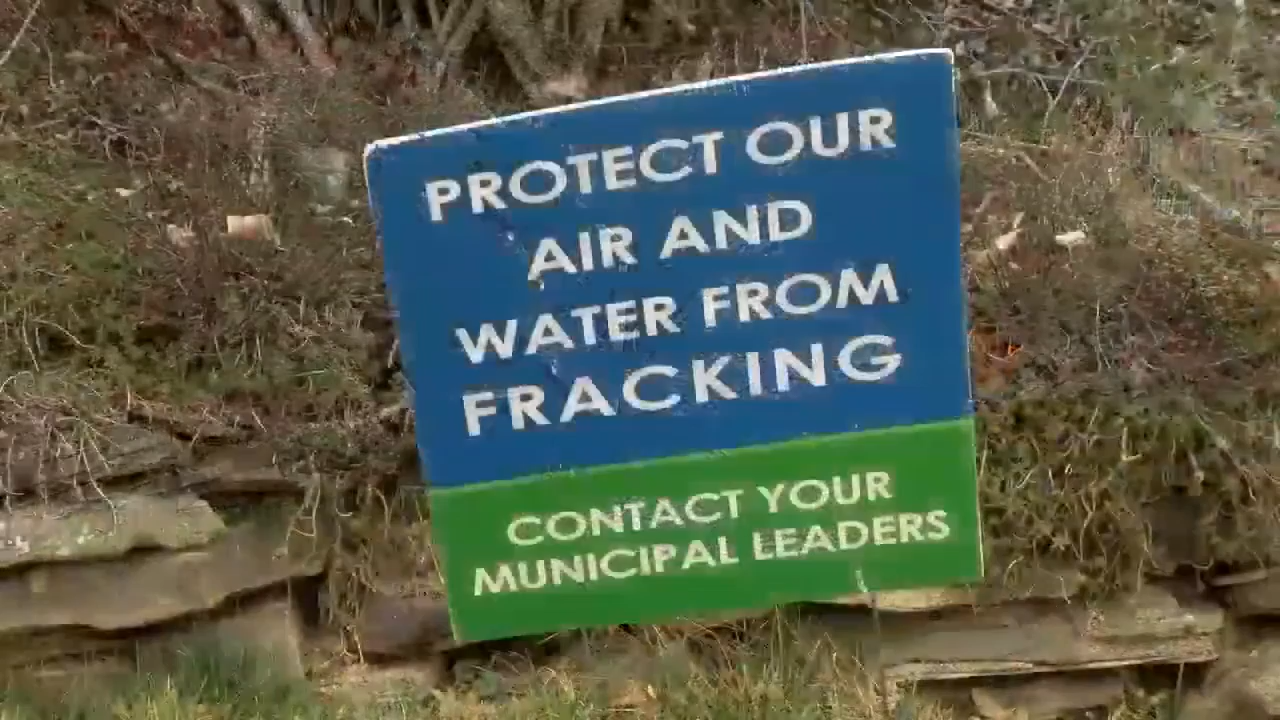 PROTECT OUR
AIR AND
WATER FROM
FRACKING
CONTACT YOUR
MUNICIPAL LEADERS